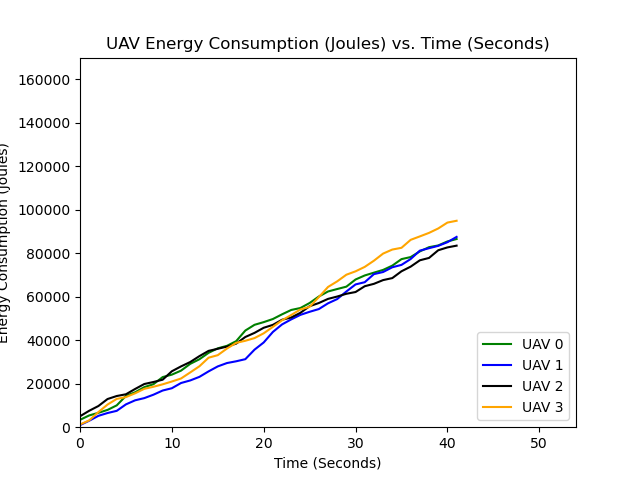 UAV Energy Consumption (Joules) vs. Time (Seconds)
Energy Consumption (Joules)
160000
140000
120000
100000
80000
60000
40000
20000
0
0 10 20 30 40 50
Time (Seconds)
UAV 0
UAV 1
UAV 2
UAV 3